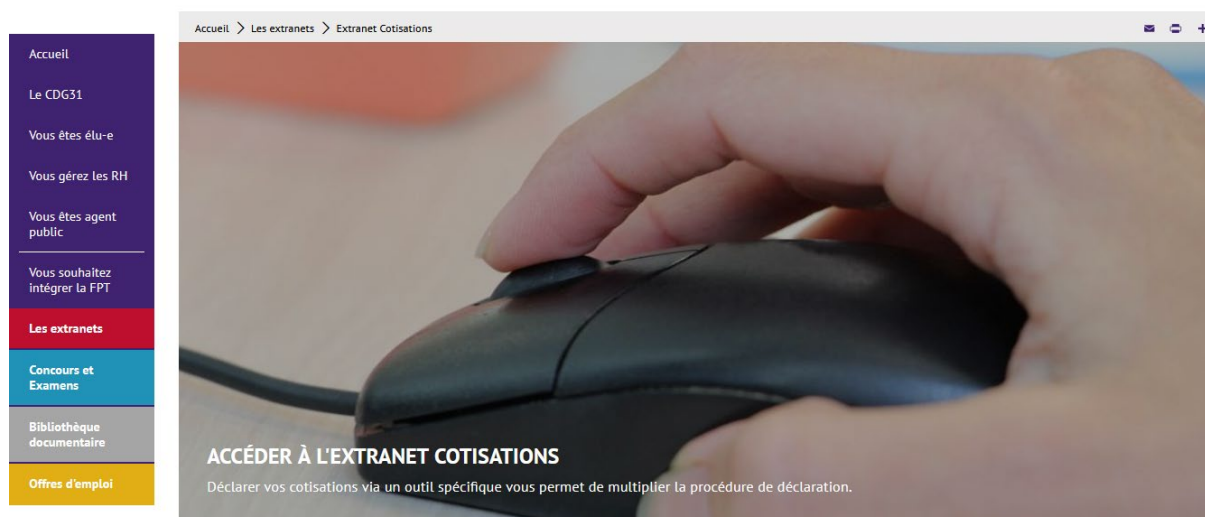 Accueil > Les extranets > Extranet Cotisations
Accueil
Le CDG31
Vous êtes élu-e
Vous gérez les RH
Vous êtes agent
public
Vous souhaitez
intégrer la FPT
Les extranets
Concours et
Examens
Bibliothèque
documentaire
Offres d'emploi
ACCÉDER À L'EXTRANET COTISATIONS
Déclarer vos cotisations via un outil spécifique vous permet de multiplier la procédure de déclaration.